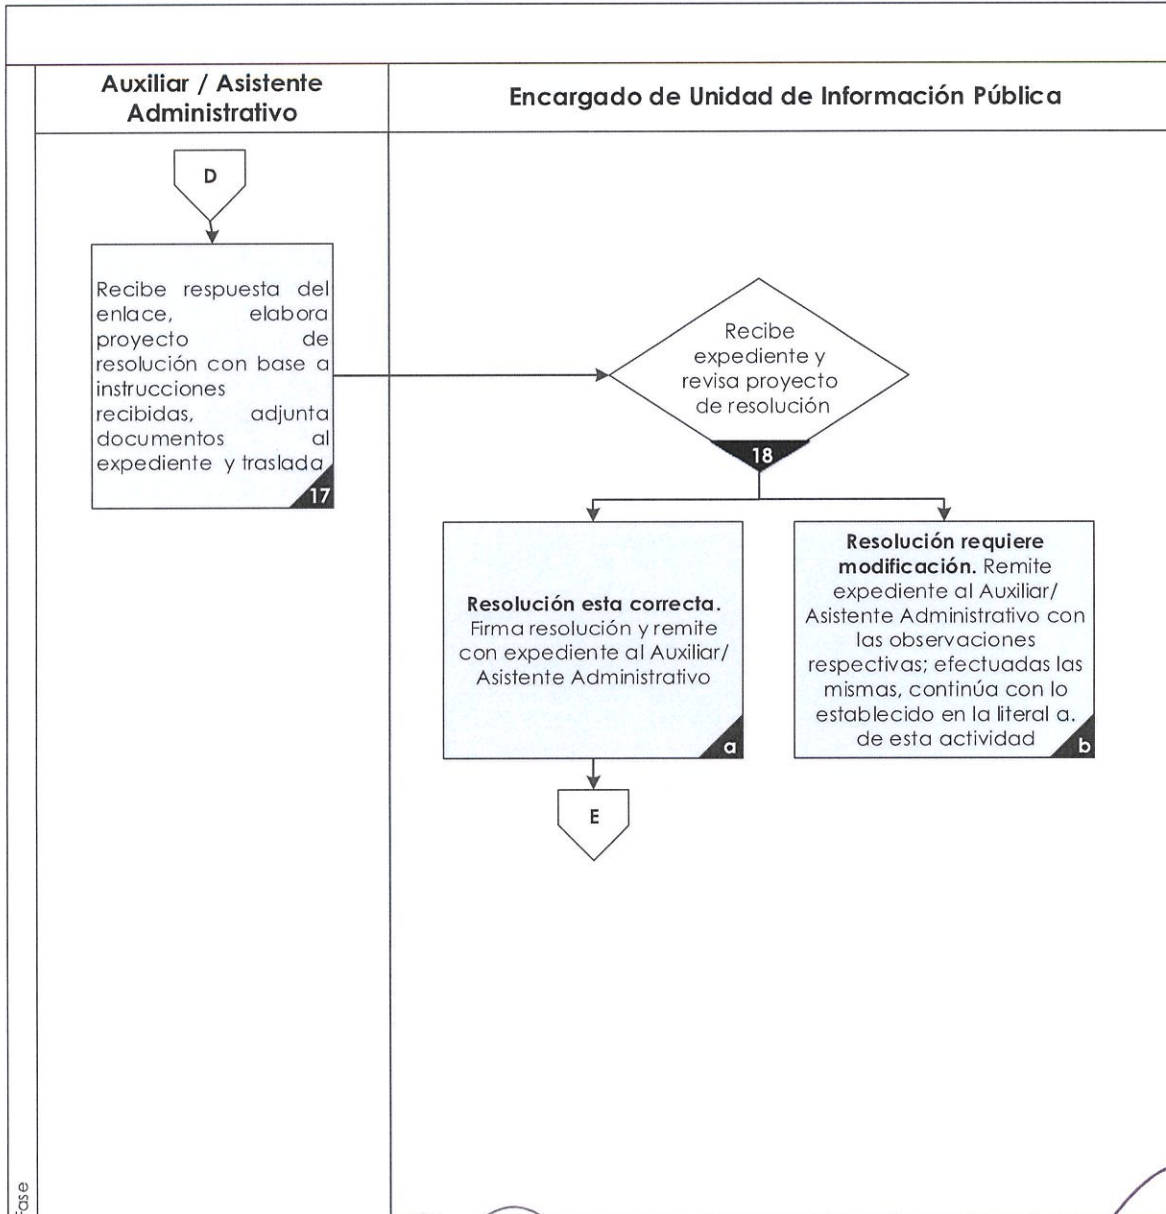 Auxiliar / Asistente
Administrativo
Encargado de Unidad de Información Pública
D
Recibe respuesta del
enlace, elabora
proyecto de
resolución con base a
instrucciones
recibidas, adjunta
documentos al
expediente y traslada
17
Recibe
expediente y
revisa proyecto
de resolución
18
Resolución esta correcta.
Firma resolución y remite
con expediente al Auxiliar/
Asistente Administrativo
a
Resolución requiere
modificación. Remite
expediente al Auxiliar/
Asistente Administrativo con
las observaciones
respectivas; efectuadas las
mismas, continúa con lo
establecido en la literal a.
de esta actividad
b
E
Fase